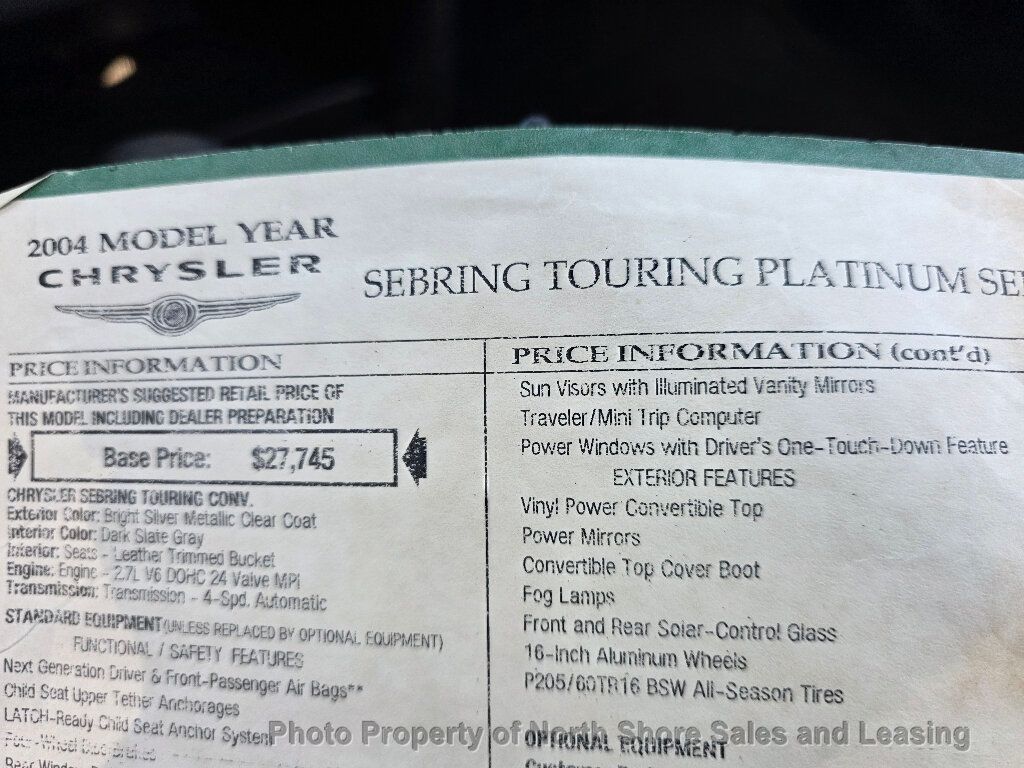 2004 MODEL YEAR
CHRYSLER
SEBRING TOURING PLATINUM SE
PRICE INFORMATION
MANUFACTURER'S SUGGESTED RETAIL PRICE OF
THIS MODEL INCLUDING DEALER PREPARATION
Base Price: $27,745
CHRYSLER SEBRING TOURING CONV.
Exterior Color: Bright Silver Metallic Clear Coat
Interior Color: Dark Slate Gray
Interior: Seats - Leather Trimmed Bucket
Engine: Engine - 2.7L V6 DOHC 24 Valve MPI
Transmission: Transmission - 4-Spd. Automatic
STANDARD EQUIPMENT (UNLESS REPLACED BY OPTIONAL EQUIPMENT)
FUNCTIONAL / SAFETY FEATURES
Next Generation Driver & Front-Passenger Air Bags**
Child Seat Upper Tether Anchorages
LATCH-Ready Child Seat Anchor System
PRICE INFORMATION (cont'd)
Sun Visors with Illuminated Vanity Mirrors
Traveler/Mini Trip Computer
Power Windows with Driver's One-Touch-Down Feature
EXTERIOR FEATURES
Vinyl Power Convertible Top
Power Mirrors
Convertible Top Cover Boot
Fog Lamps
Front and Rear Solar-Control Glass
16-Inch Aluminum Wheels
P205/60TR16 BSW All-Season Tires
OPTIONAL EQUIPMENT
Photo Property of North Shore Sales and Leasing